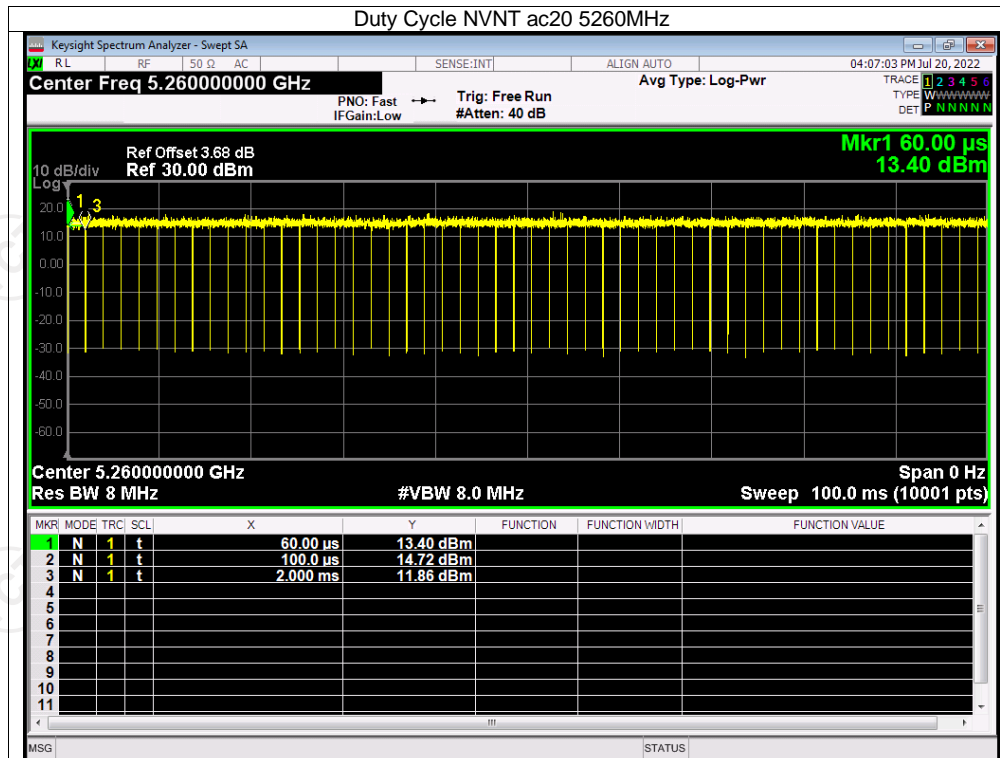 Duty Cycle NVNT ac20 5260MHz
Keysight Spectrum Analyzer - Swept SA
LXI RL RF 50 Ω AC SENSE:INT ALIGN AUTO 04:07:03 PM Jul 20, 2022
Center Freq 5.260000000 GHz Avg Type: Log-Pwr TRACE 1 2 3 4 5 6
PNO: Fast Trig: Free Run TYPE WWWWWW
IFGain:Low #Atten: 40 dB DET P N N N N N
Mkr1 60.00 µs
Ref Offset 3.68 dB
10 dB/div Ref 30.00 dBm 13.40 dBm
Log
1 3
20.0
10.0
0.00
-10.0
-20.0
-30.0
-40.0
-50.0
-60.0
Center 5.260000000 GHz Span 0 Hz
Res BW 8 MHz #VBW 8.0 MHz Sweep 100.0 ms (10001 pts)
MKR MODE TRC SCL X Y FUNCTION FUNCTION WIDTH FUNCTION VALUE
1 N 1 t 60.00 µs 13.40 dBm
2 N 1 t 100.0 µs 14.72 dBm
3 N 1 t 2.000 ms 11.86 dBm
4
5
6
7
8
9
10
11
MSG STATUS